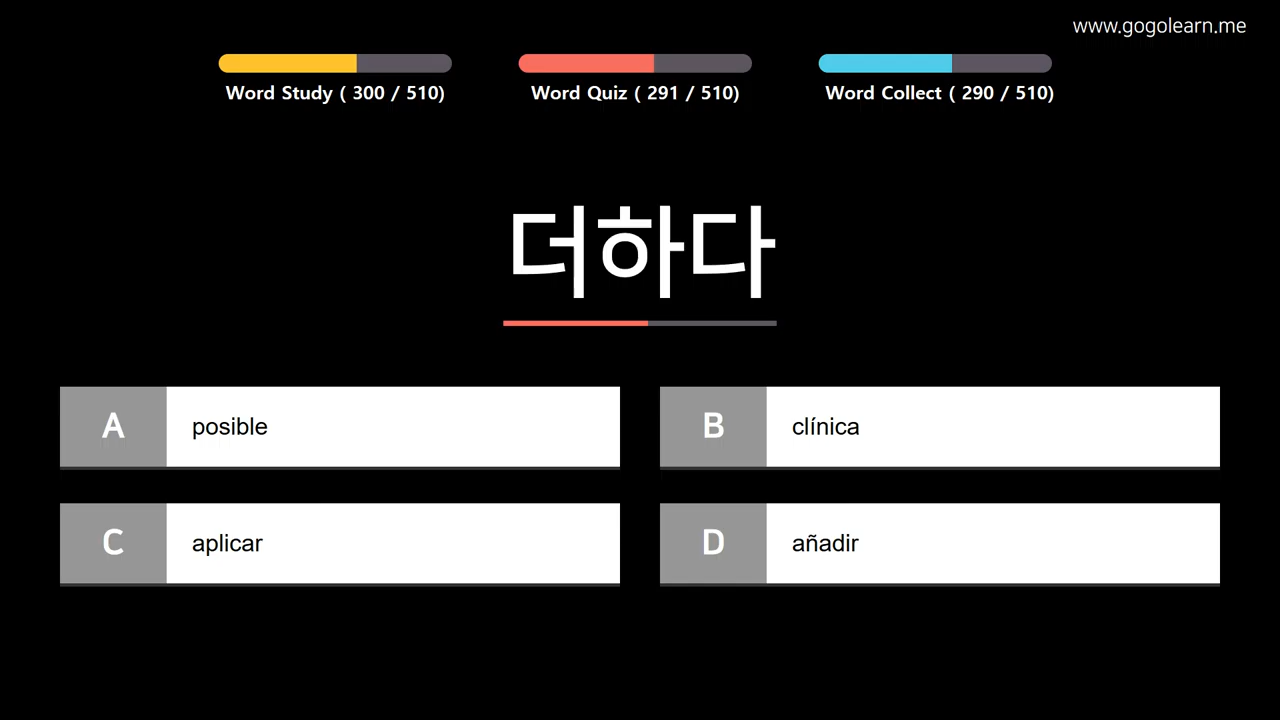 www.gogolearn.me
Word Study ( 300 / 510)
Word Quiz ( 291 / 510)
Word Collect ( 290 / 510)
더하다
A posible
B clínica
C aplicar
D añadir